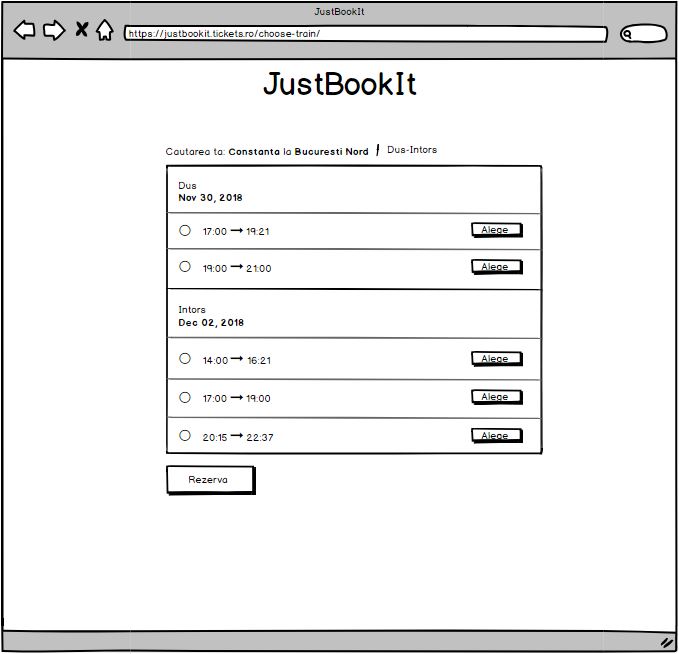 JustBookIt
https://justbookit.tickets.ro/choose-train/
JustBookIt
Cautarea ta: Constanta la Bucuresti Nord | Dus-Intors
Dus
Nov 30, 2018
17:00 → 19:21 Alege
19:00 → 21:00 Alege
Intors
Dec 02, 2018
14:00 → 16:21 Alege
17:00 → 19:00 Alege
20:15 → 22:37 Alege
Rezerva